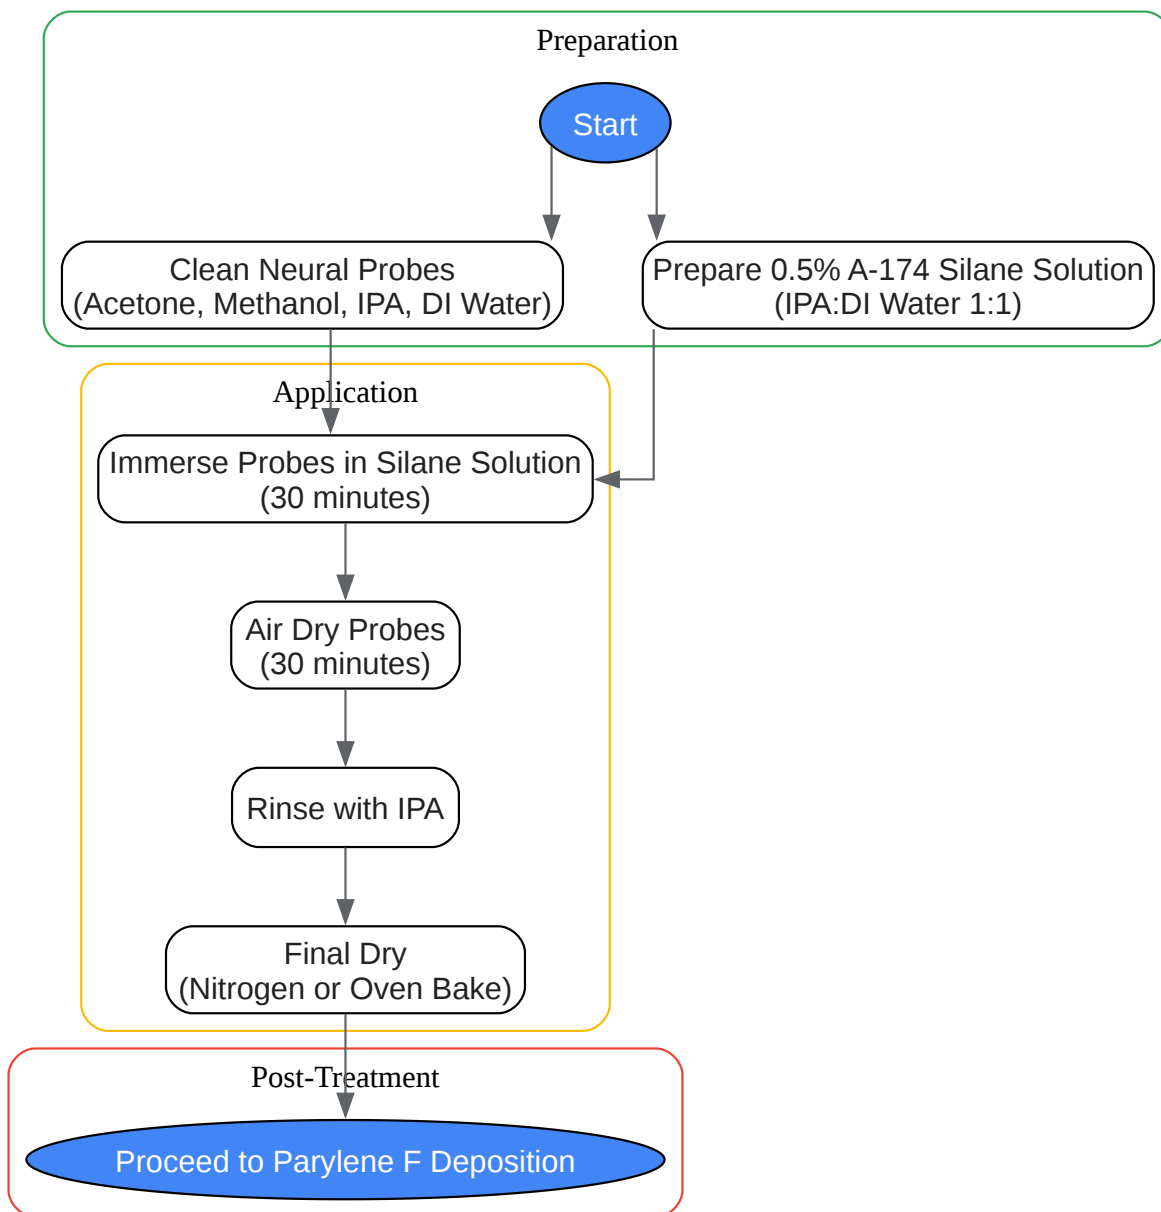 Preparation
Start
Clean Neural Probes
(Acetone, Methanol, IPA, DI Water)
Prepare 0.5% A-174 Silane Solution
(IPA:DI Water 1:1)
Application
Immerse Probes in Silane Solution
(30 minutes)
Air Dry Probes
(30 minutes)
Rinse with IPA
Final Dry
(Nitrogen or Oven Bake)
Post-Treatment
Proceed to Parylene F Deposition